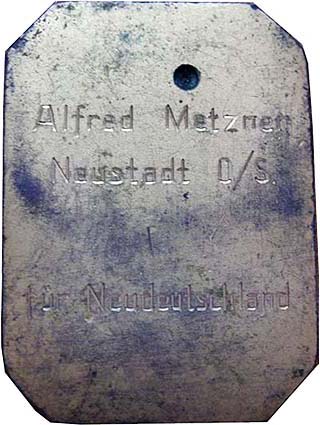 Alfred Metzner
Neustadt O/S.
für Neudeutschland